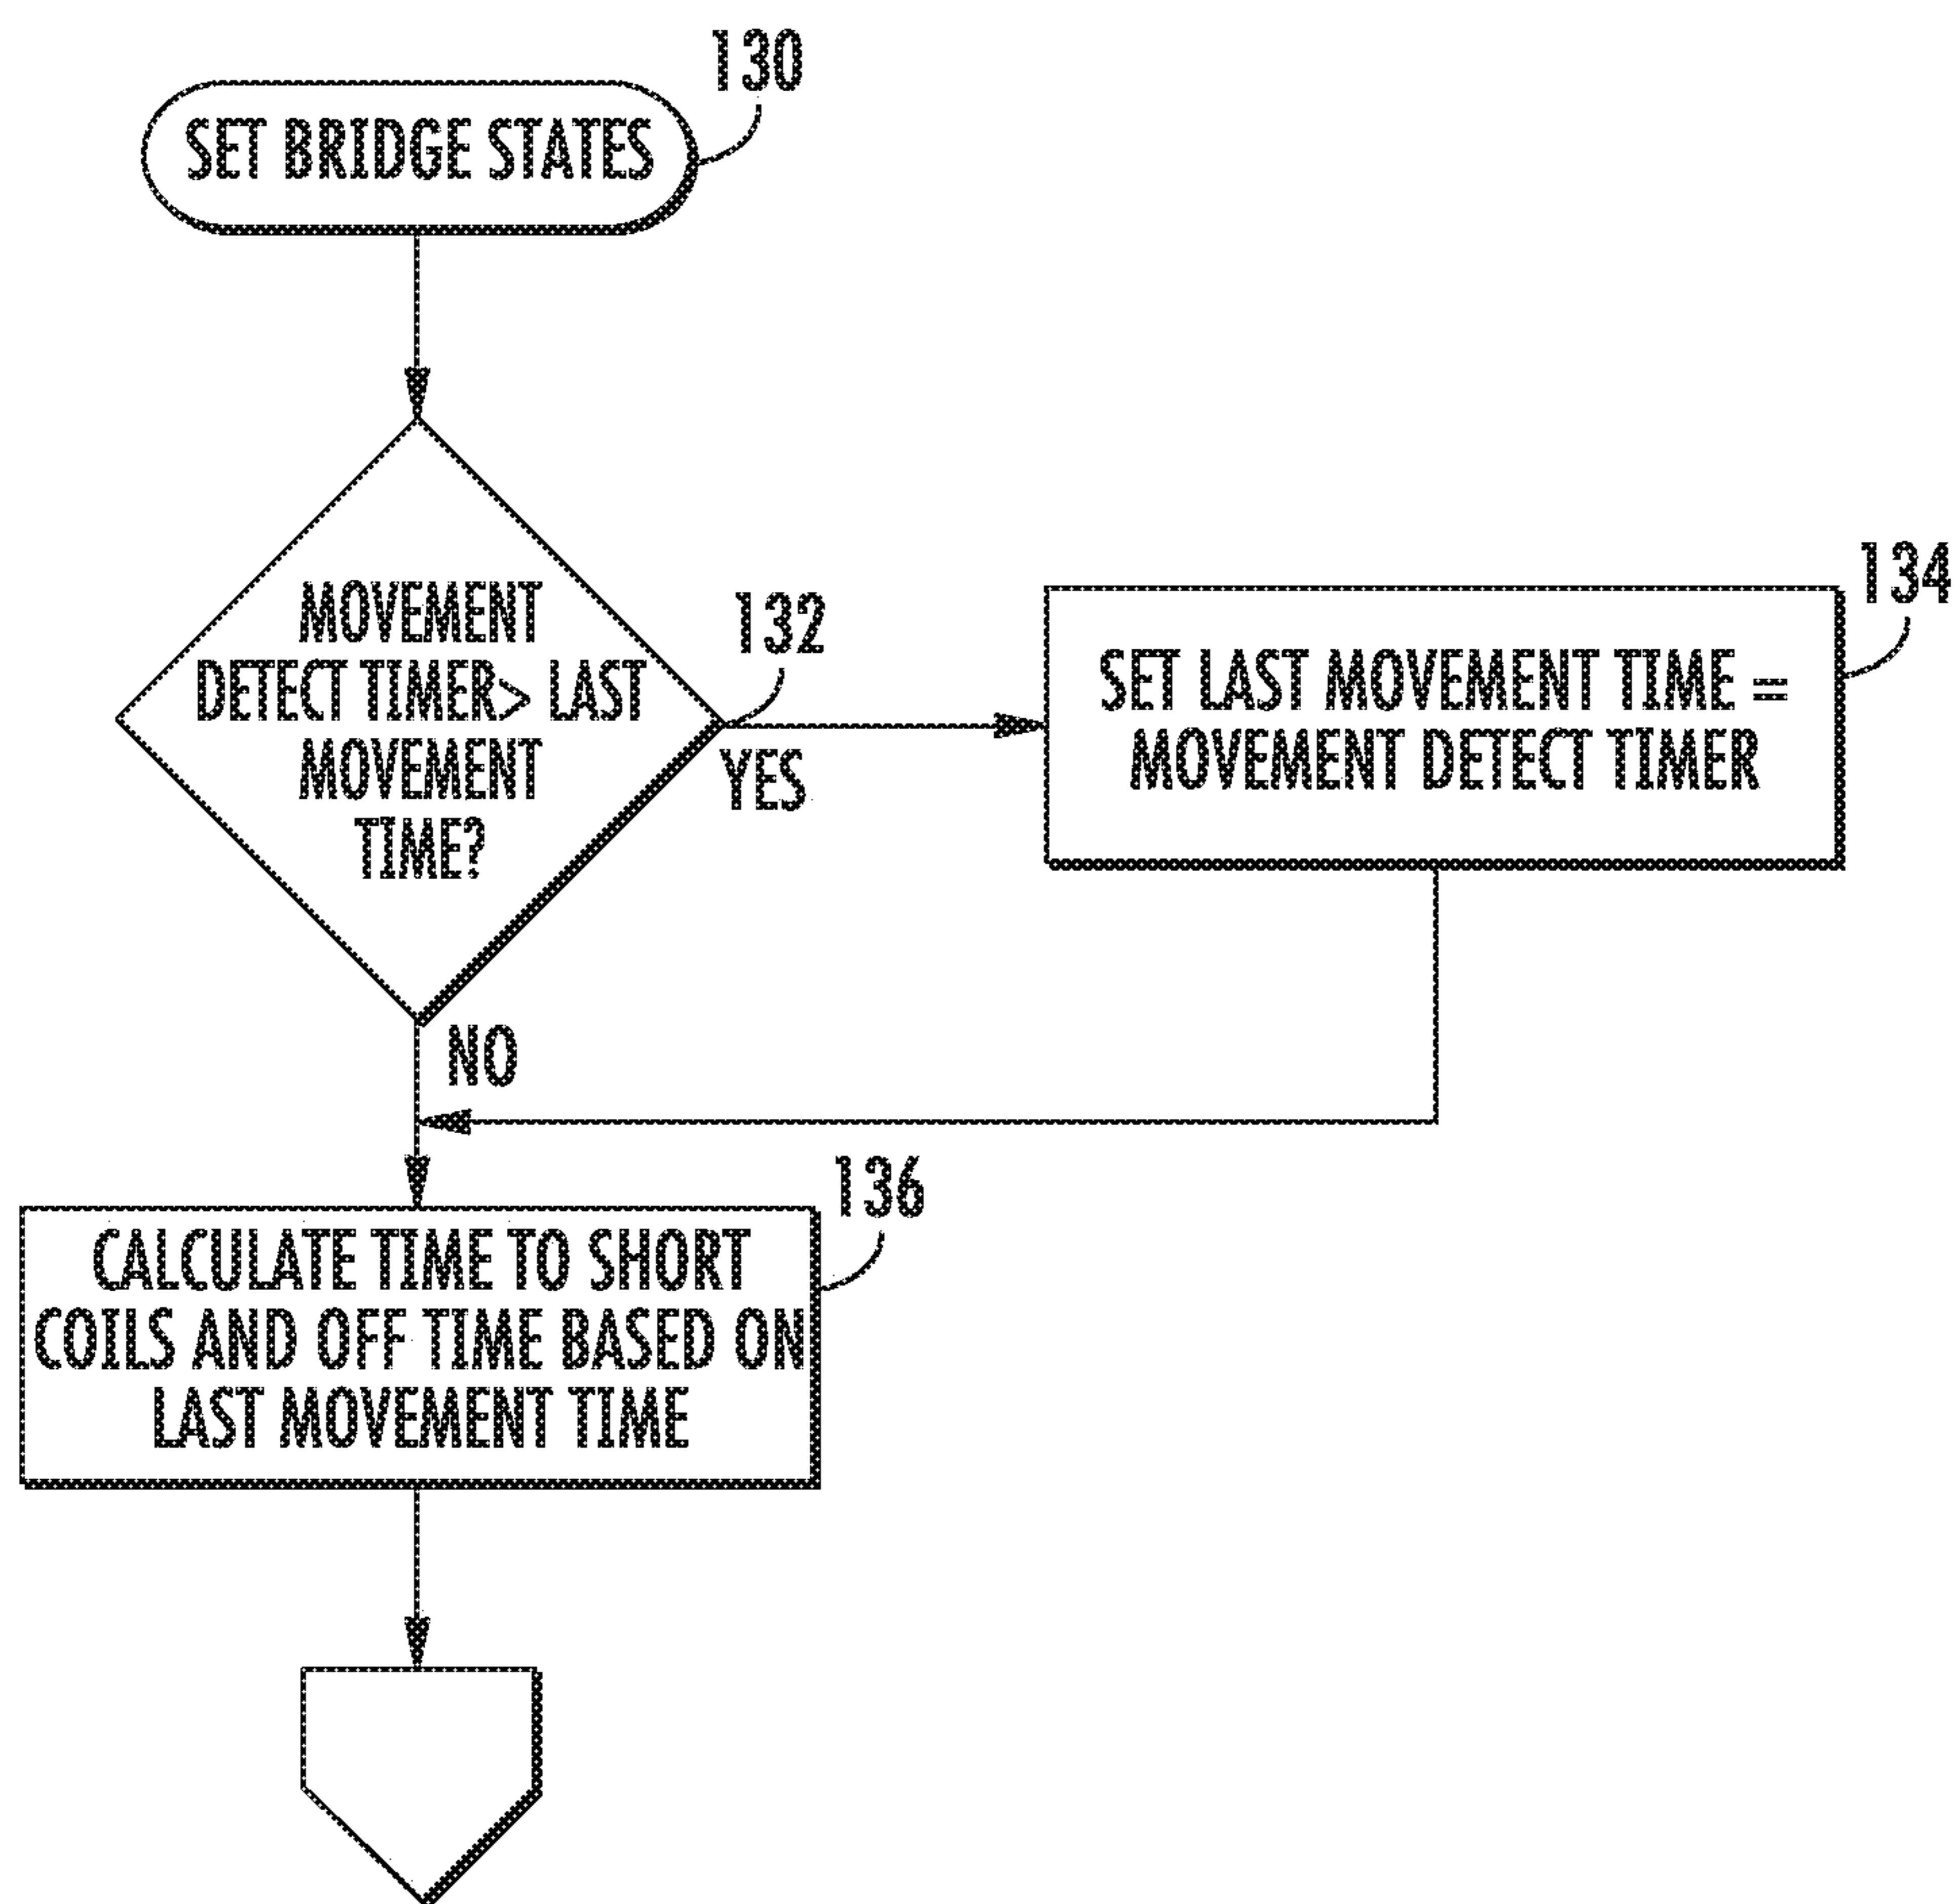 130
SET BRIDGE STATES
MOVEMENT
DETECT TIMER> LAST
MOVEMENT
TIME?
132
YES
134
SET LAST MOVEMENT TIME =
MOVEMENT DETECT TIMER
NO
136
CALCULATE TIME TO SHORT
COILS AND OFF TIME BASED ON
LAST MOVEMENT TIME